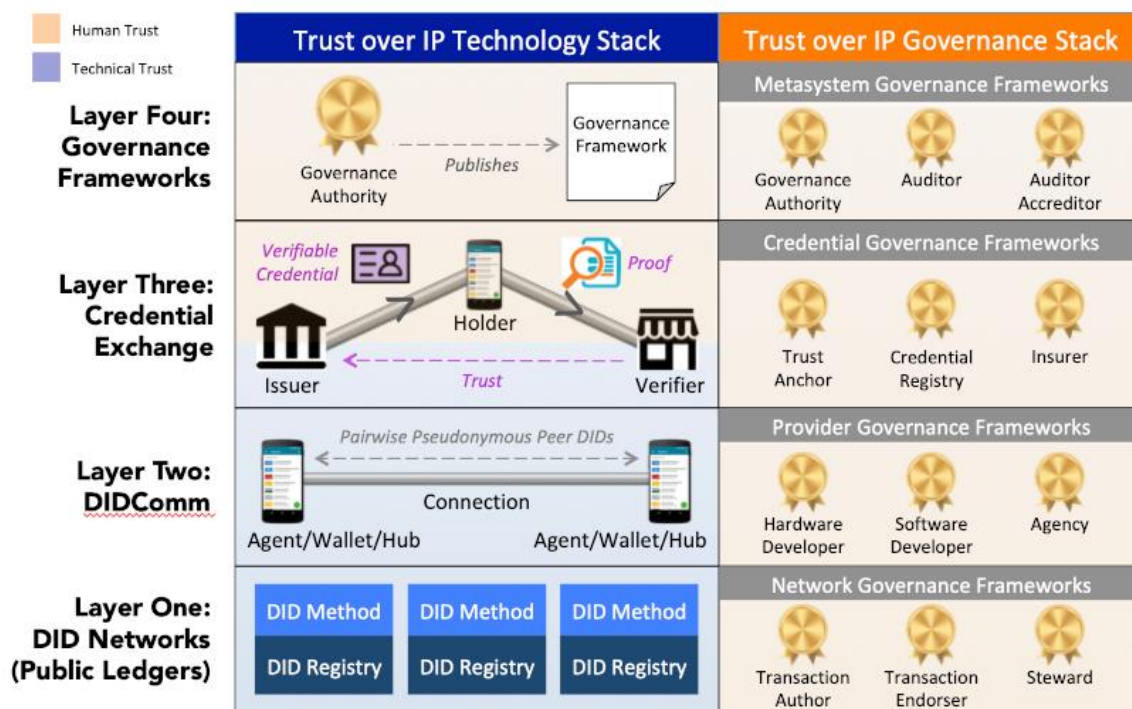 Human Trust
Technical Trust
Trust over IP Technology Stack
Trust over IP Governance Stack
Layer Four:
Governance
Frameworks
Governance
Authority
Publishes
Governance
Framework
Metasystem Governance Frameworks
Governance
Authority
Auditor
Auditor
Accreditor
Layer Three:
Credential
Exchange
Verifiable
Credential
Proof
Holder
Issuer
Trust
Verifier
Credential Governance Frameworks
Trust
Anchor
Credential
Registry
Insurer
Layer Two:
DIDComm
Pairwise Pseudonymous Peer DIDs
Connection
Agent/Wallet/Hub
Agent/Wallet/Hub
Provider Governance Frameworks
Hardware
Developer
Software
Developer
Agency
Layer One:
DID Networks
(Public Ledgers)
DID Method
DID Method
DID Method
DID Registry
DID Registry
DID Registry
Network Governance Frameworks
Transaction
Author
Transaction
Endorser
Steward